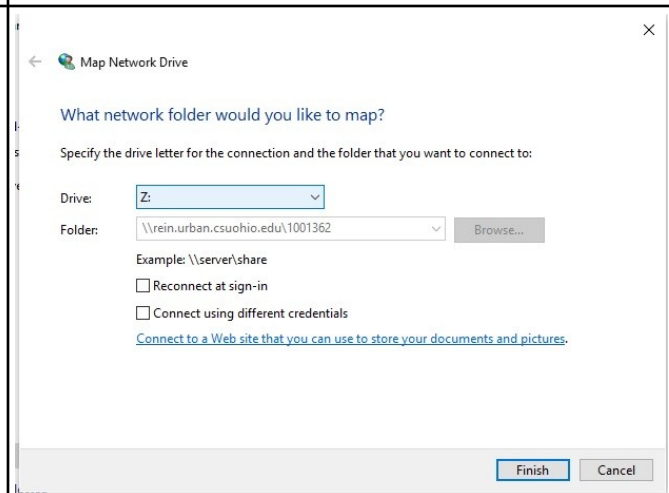 Map Network Drive
What network folder would you like to map?
Specify the drive letter for the connection and the folder that you want to connect to:
Drive: Z:
Folder: \\rein.urban.csuohio.edu\1001362 Browse...
Example: \\server\share
Reconnect at sign-in
Connect using different credentials
Connect to a Web site that you can use to store your documents and pictures.
Finish Cancel